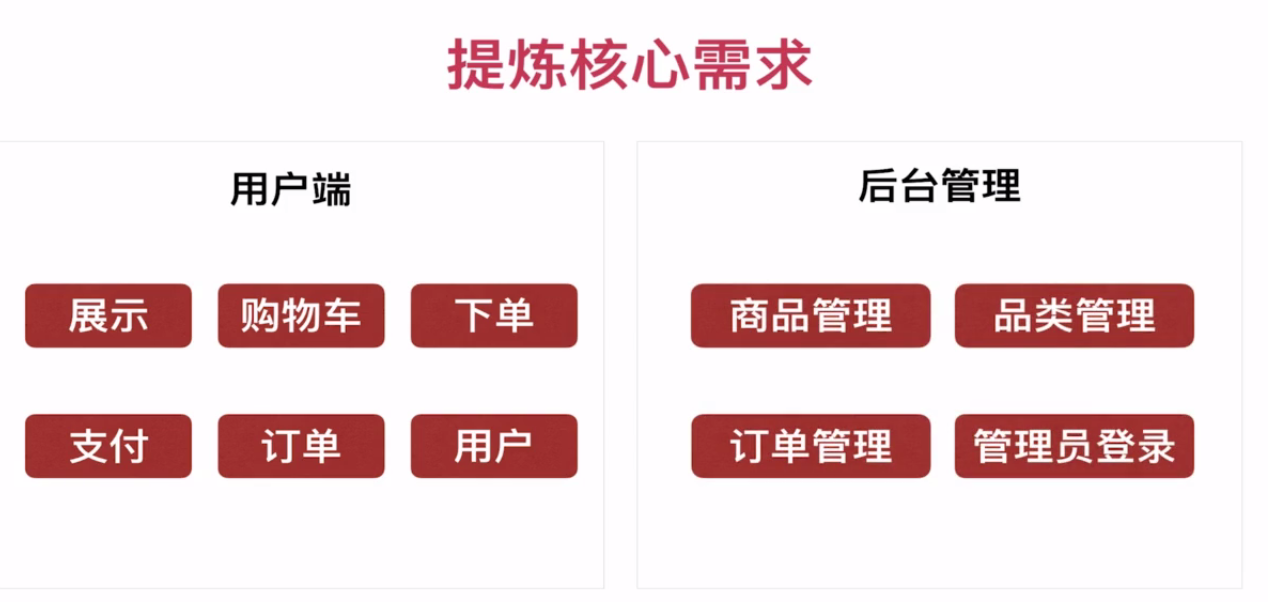 提炼核心需求
用户端
展示 购物车 下单
支付 订单 用户
后台管理
商品管理 品类管理
订单管理 管理员登录